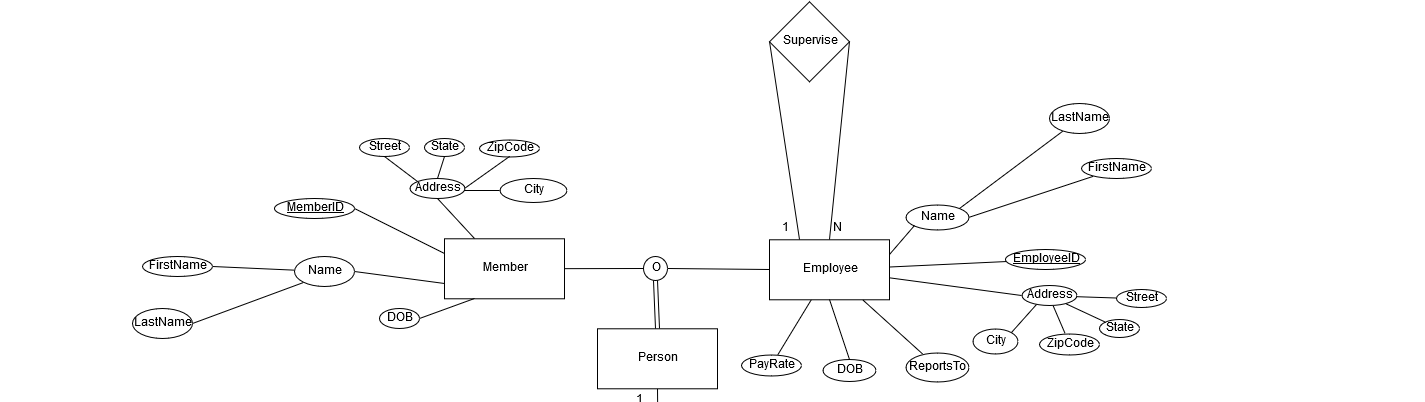 Supervise
LastName
FirstName
Name
Street
State
ZipCode
Address
City
MemberID
FirstName
Name
LastName
DOB
Member
O
1
N
Employee
EmployeeID
Address
Street
State
ZipCode
City
PayRate
DOB
ReportsTo
Person
1